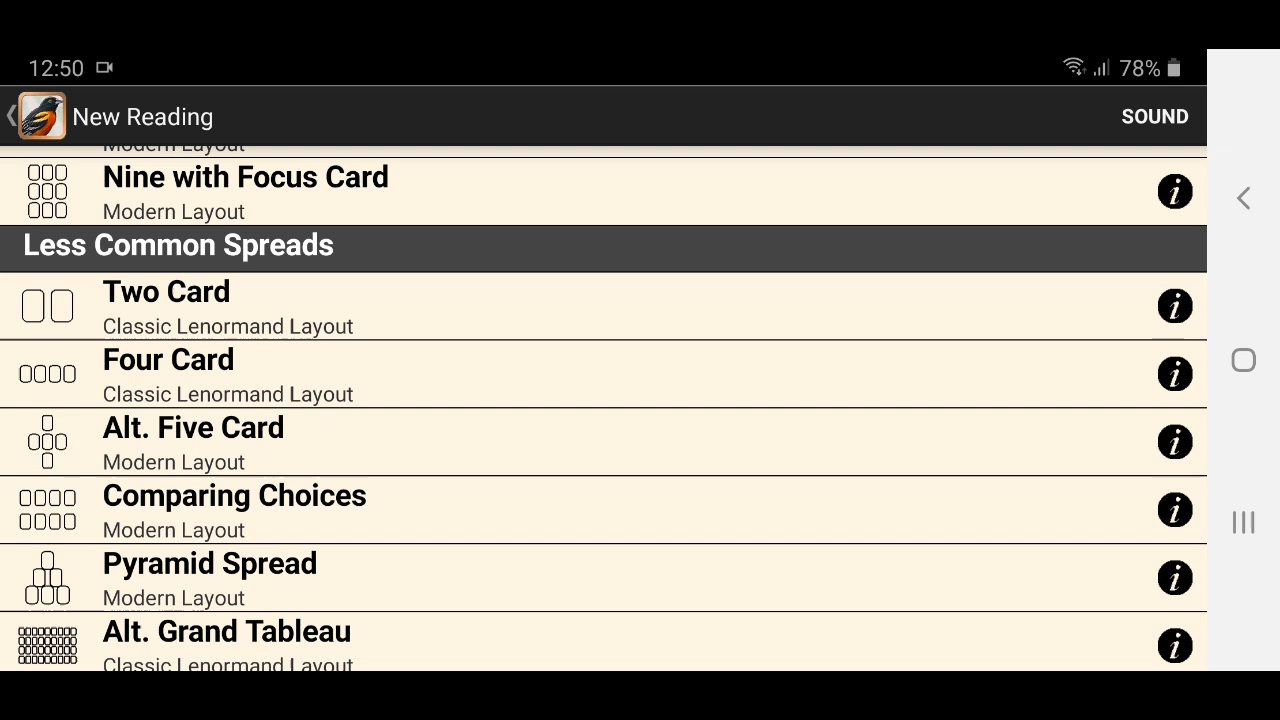 12:50
78%
New Reading
SOUND
Modern Layout
Nine with Focus Card
Modern Layout
Less Common Spreads
Two Card
Classic Lenormand Layout
Four Card
Classic Lenormand Layout
Alt. Five Card
Modern Layout
Comparing Choices
Modern Layout
Pyramid Spread
Modern Layout
Alt. Grand Tableau
Classic Lenormand Layout